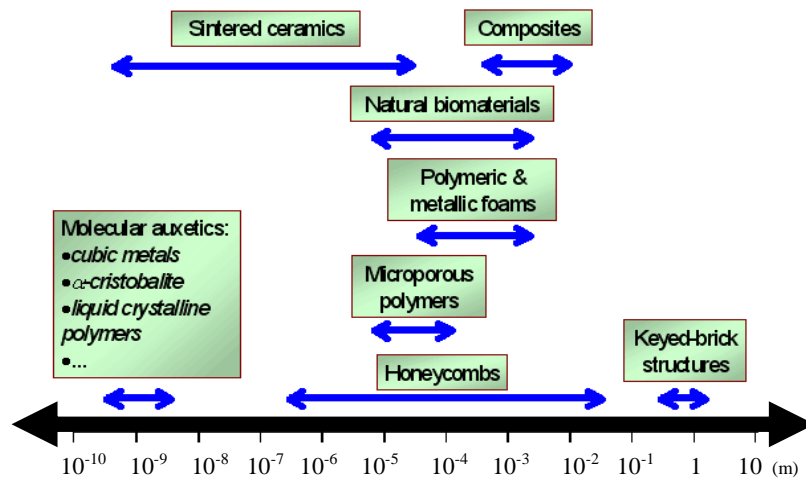 Sintered ceramics
Composites
Natural biomaterials
Polymeric &
metallic foams
Molecular auxetics:
•cubic metals
•α-cristobalite
•liquid crystalline
polymers
•...
Microporous
polymers
Keyed-brick
structures
Honeycombs
10⁻¹⁰ 10⁻⁹ 10⁻⁸ 10⁻⁷ 10⁻⁶ 10⁻⁵ 10⁻⁴ 10⁻³ 10⁻² 10⁻¹ 1 10 (m)